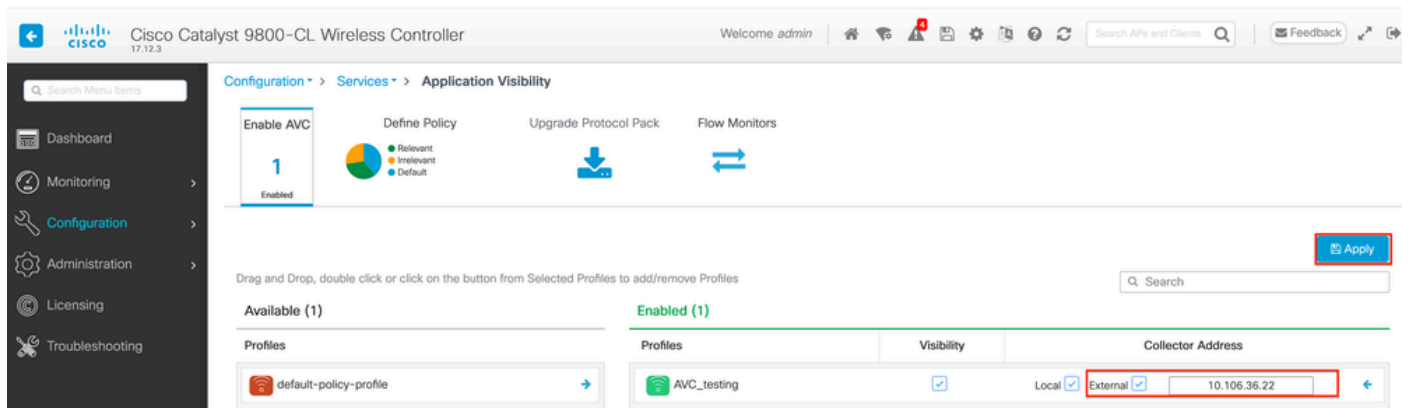 CISCO
Cisco Catalyst 9800-CL Wireless Controller
17.12.3
Welcome admin
4
Search APs and Clients
Feedback
Search Menu Items
Dashboard
Monitoring
Configuration
Administration
Licensing
Troubleshooting
Configuration > Services > Application Visibility
Enable AVC
1
Enabled
Define Policy
Relevant
Irrelevant
Default
Upgrade Protocol Pack
Flow Monitors
Apply
Drag and Drop, double click or click on the button from Selected Profiles to add/remove Profiles
Search
Available (1)
Enabled (1)
Profiles
Profiles
Visibility
Collector Address
default-policy-profile
AVC_testing
Local
External
10.106.36.22